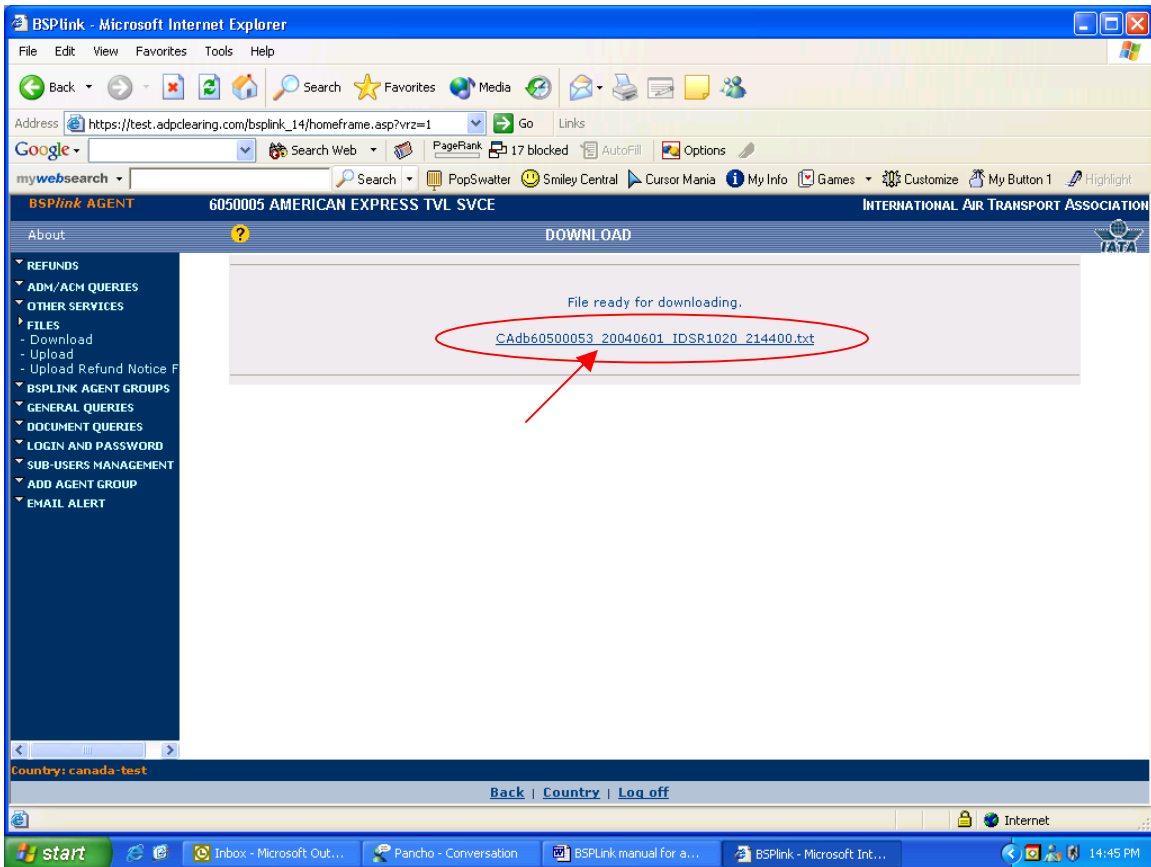 BSPlink - Microsoft Internet Explorer
File Edit View Favorites Tools Help
Back Search Favorites Media
Address https://test.adpclearing.com/bsplink_14/homeframe.asp?vrz=1 Go Links
Google Search Web PageRank 17 blocked AutoFill Options
mywebsearch Search PopSwatter Smiley Central Cursor Mania My Info Games Customize My Button 1 Highlight
BSPlink AGENT 6050005 AMERICAN EXPRESS TVL SVCE INTERNATIONAL AIR TRANSPORT ASSOCIATION
About ? DOWNLOAD IATA
REFUNDS
ADM/ACM QUERIES
OTHER SERVICES
FILES
- Download
- Upload
- Upload Refund Notice F
BSPLINK AGENT GROUPS
GENERAL QUERIES
DOCUMENT QUERIES
LOGIN AND PASSWORD
SUB-USERS MANAGEMENT
ADD AGENT GROUP
EMAIL ALERT
File ready for downloading.
CAdb60500053_20040601_IDSR1020_214400.txt
Country: canada-test
Back | Country | Log off
Internet
start Inbox - Microsoft Out... Pancho - Conversation BSPLink manual for a... BSPlink - Microsoft Int... 14:45 PM